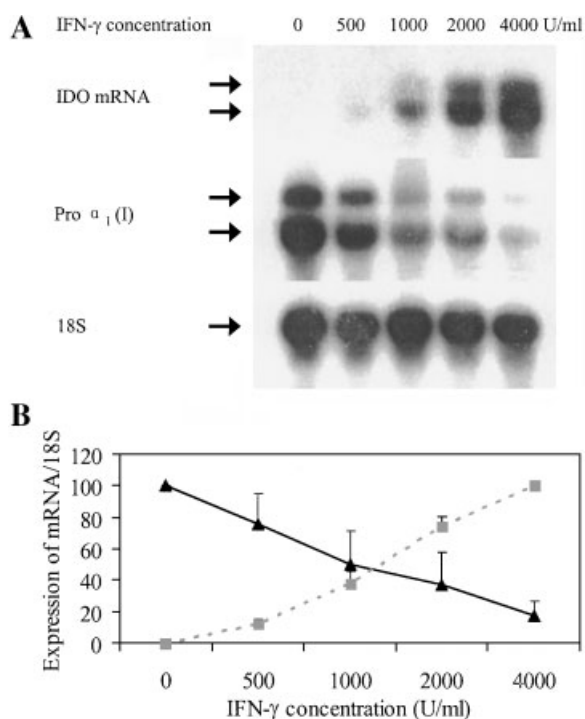 A IFN-γ concentration 0 500 1000 2000 4000 U/ml
IDO mRNA
Pro α 1 (I)
18S
B
Expression of mRNA/18S
120
100
80
60
40
20
0
0 500 1000 2000 4000
IFN-γ concentration (U/ml)